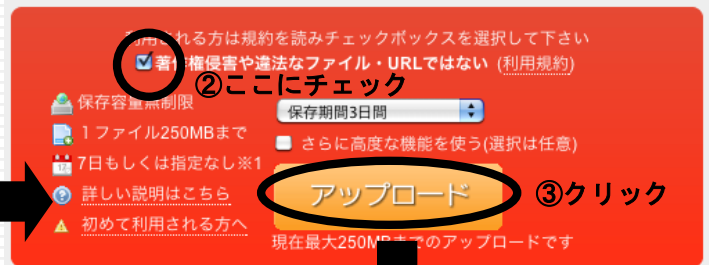 利用される方は規約を読みチェックボックスを選択して下さい
著作権侵害や違法なファイル・URLではない (利用規約)
②ここにチェック
保存容量無制限
保存期間3日間
1ファイル250MBまで
さらに高度な機能を使う(選択は任意)
7日もしくは指定なし※1
詳しい説明はこちら
アップロード
③クリック
初めて利用される方へ
現在最大250MBまでのアップロードです